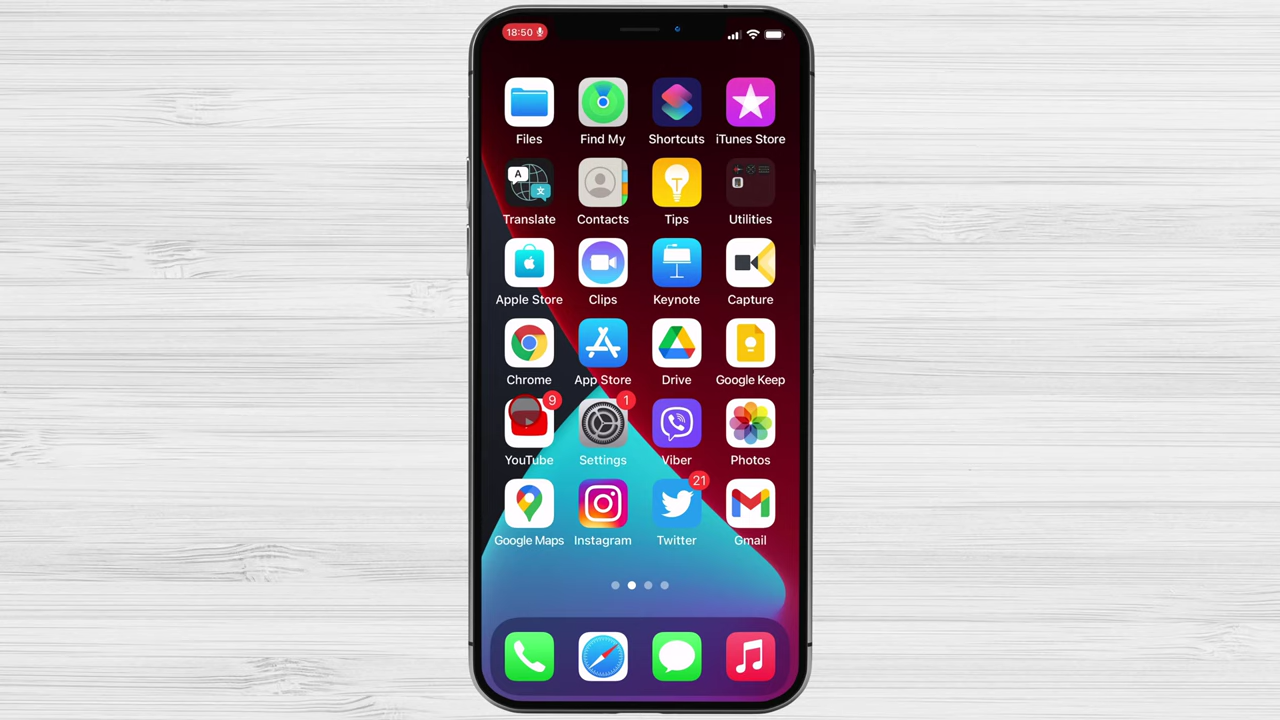 18:50
Files Find My Shortcuts iTunes Store
A 文
Translate Contacts Tips Utilities
Apple Store Clips Keynote Capture
Chrome App Store Drive Google Keep
9 1
YouTube Settings Viber Photos
21
Google Maps Instagram Twitter Gmail